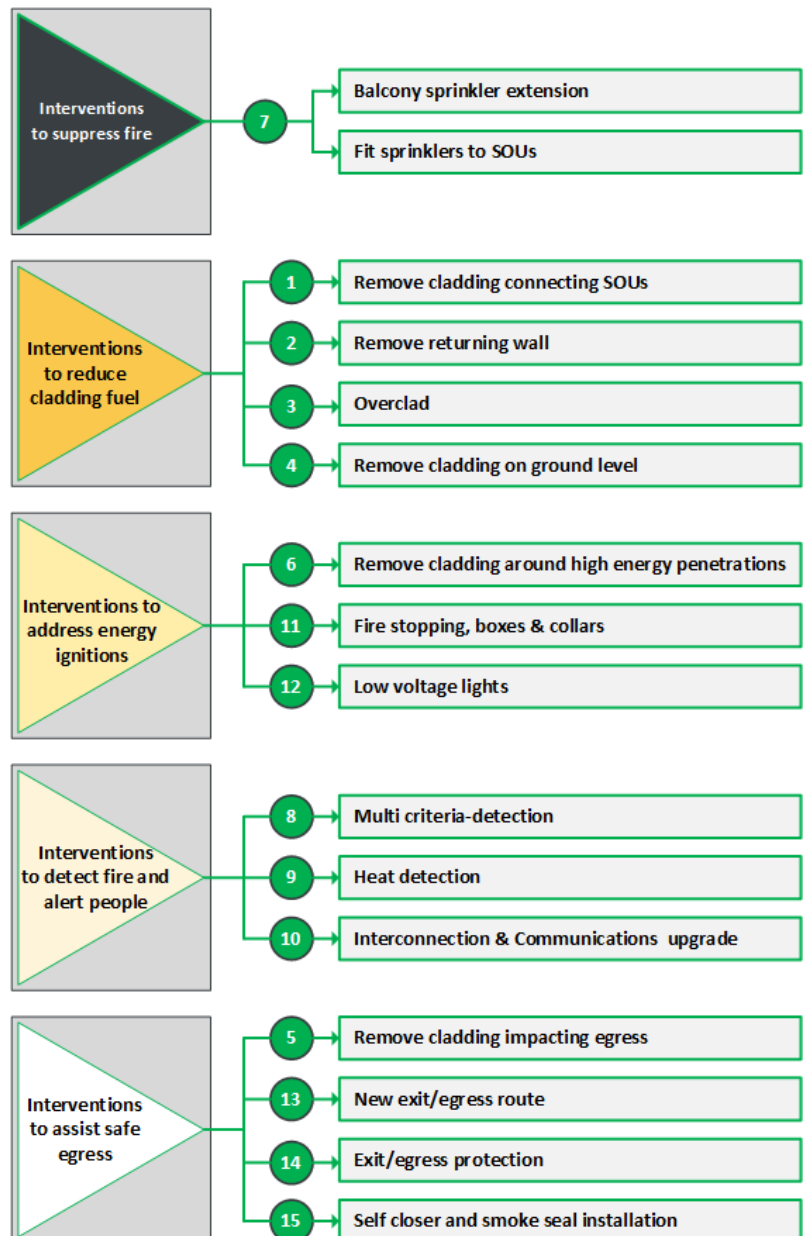 Interventions
to suppress fire
7
Balcony sprinkler extension
Fit sprinklers to SOUs
Interventions
to reduce
cladding fuel
1
Remove cladding connecting SOUs
2
Remove returning wall
3
Overclad
4
Remove cladding on ground level
Interventions to
address energy
ignitions
6
Remove cladding around high energy penetrations
11
Fire stopping, boxes & collars
12
Low voltage lights
Interventions
to detect fire and
alert people
8
Multi criteria-detection
9
Heat detection
10
Interconnection & Communications upgrade
Interventions
to assist safe
egress
5
Remove cladding impacting egress
13
New exit/egress route
14
Exit/egress protection
15
Self closer and smoke seal installation